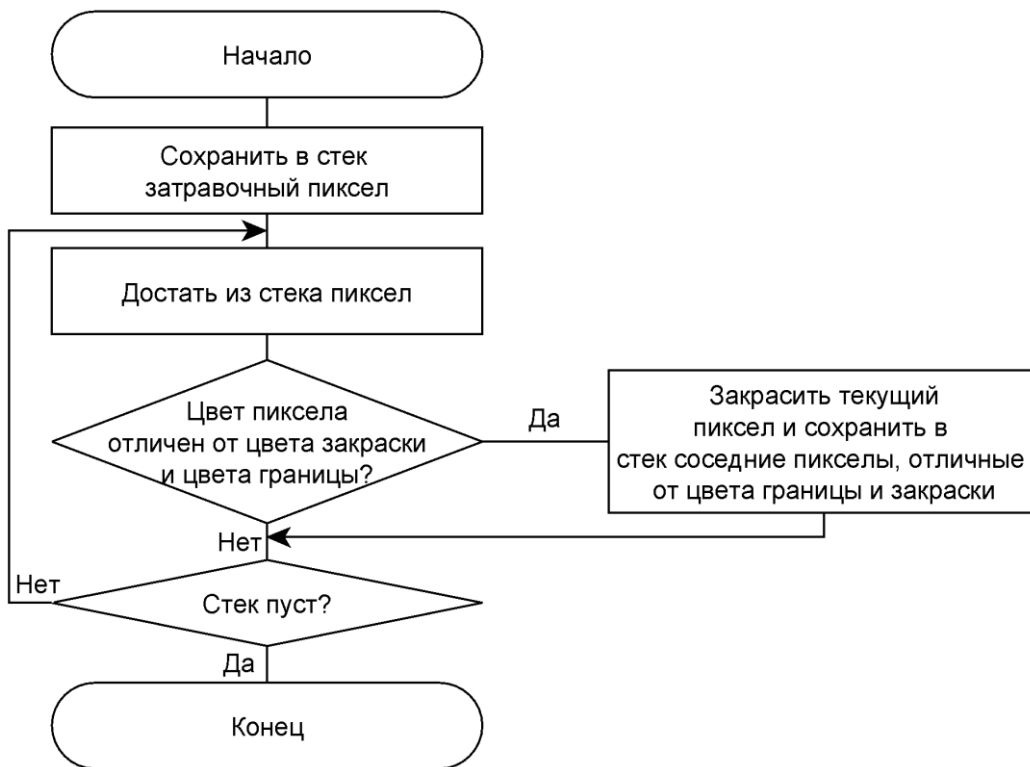 Начало
Сохранить в стек
затравочный пиксел
Достать из стека пиксел
Цвет пиксела
отличен от цвета закраски
и цвета границы?
Да
Закрасить текущий
пиксел и сохранить в
стек соседние пикселы, отличные
от цвета границы и закраски
Нет
Нет
Стек пуст?
Да
Конец